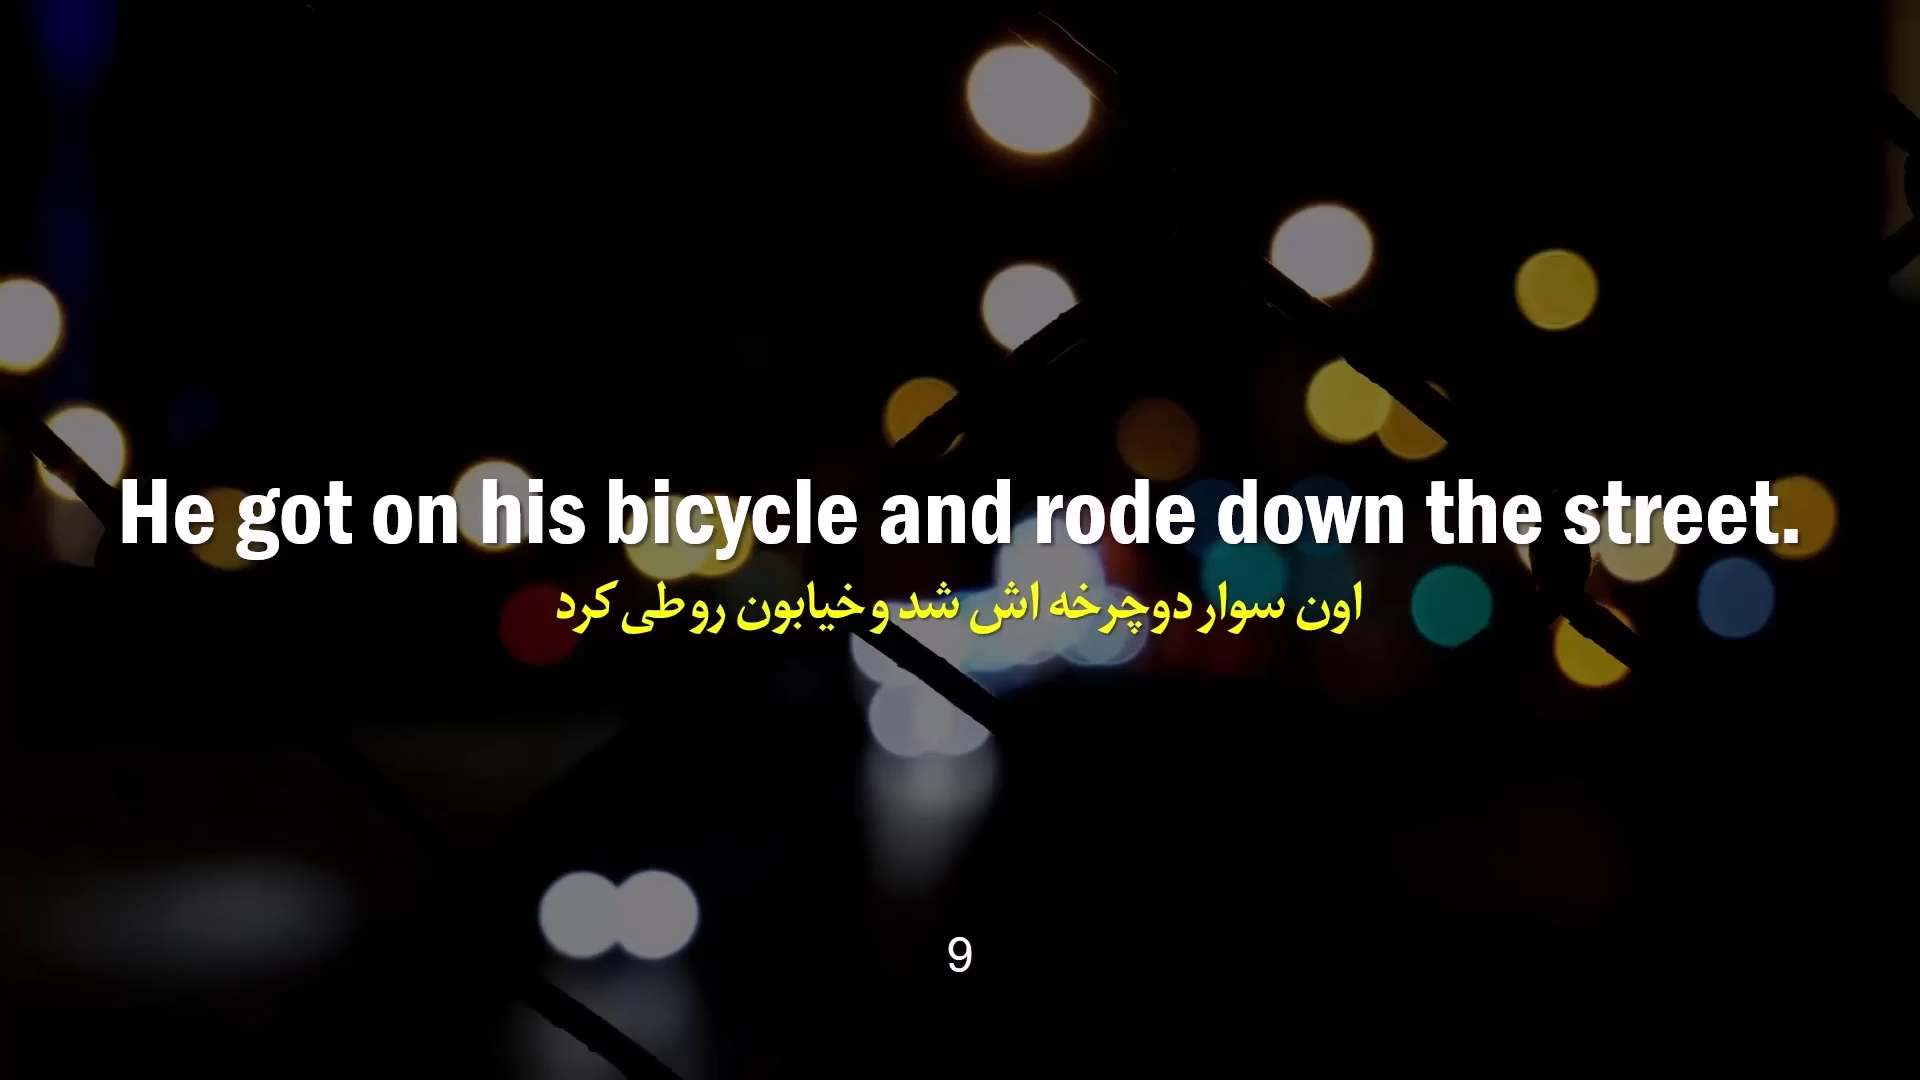 He got on his bicycle and rode down the street.
اون سوار دوچرخه اش شد و خیابون رو طی کرد
9